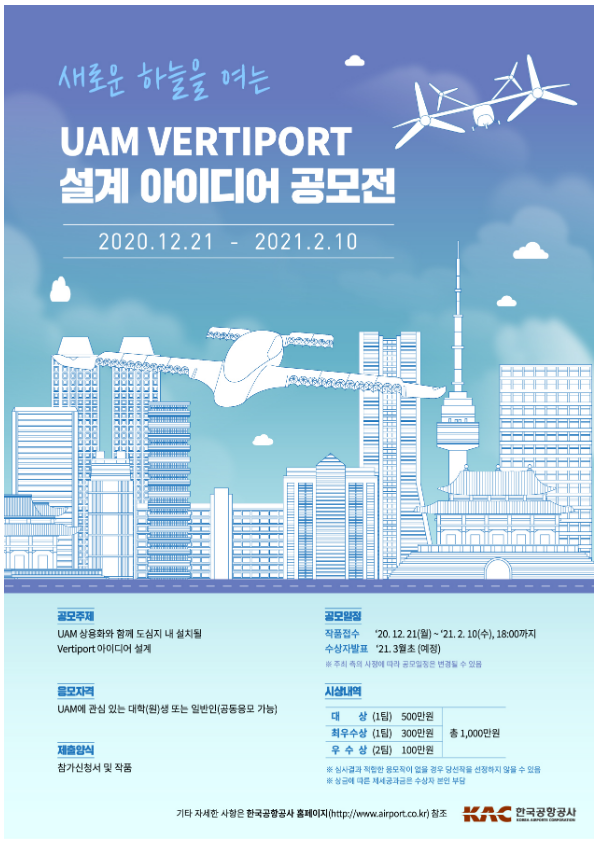 새로운 하늘을 여는
UAM VERTIPORT
설계 아이디어 공모전
2020.12.21 - 2021.2.10
공모주제
UAM 상용화와 함께 도심지 내 설치될
Vertiport 아이디어 설계
응모자격
UAM에 관심 있는 대학(원)생 또는 일반인(공동응모 가능)
제출양식
참가신청서 및 작품
공모일정
작품접수 '20. 12. 21(월) ~ '21. 2. 10(수), 18:00까지
수상자발표 '21. 3월초 (예정)
※ 주최 측의 사정에 따라 공모일정은 변경될 수 있음
시상내역
대 상 (1팀) 500만원
최우수상 (1팀) 300만원 총 1,000만원
우 수 상 (2팀) 100만원
※ 심사결과 적합한 응모작이 없을 경우 당선작을 선정하지 않을 수 있음
※ 상금에 따른 제세공과금은 수상자 본인 부담
기타 자세한 사항은 한국공항공사 홈페이지(http://www.airport.co.kr) 참조
KAC 한국공항공사
KOREA AIRPORTS CORPORATION